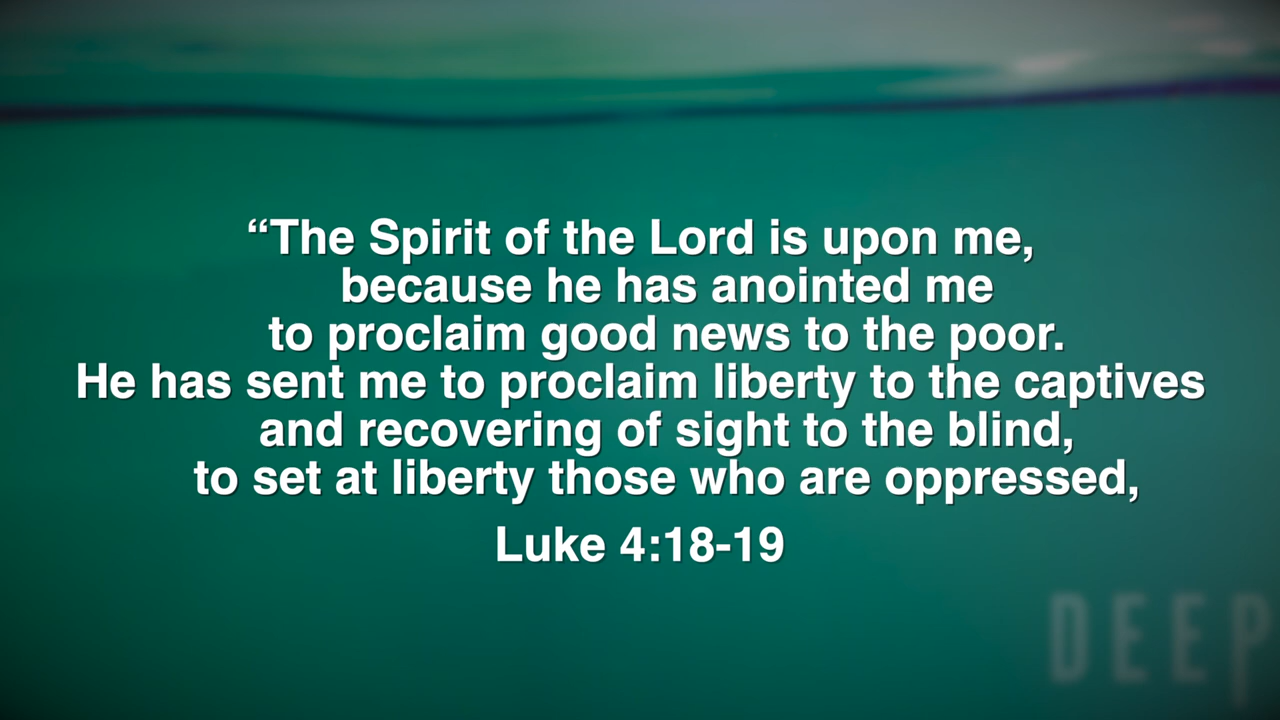 “The Spirit of the Lord is upon me,
because he has anointed me
to proclaim good news to the poor.
He has sent me to proclaim liberty to the captives
and recovering of sight to the blind,
to set at liberty those who are oppressed,
Luke 4:18-19
DEEP